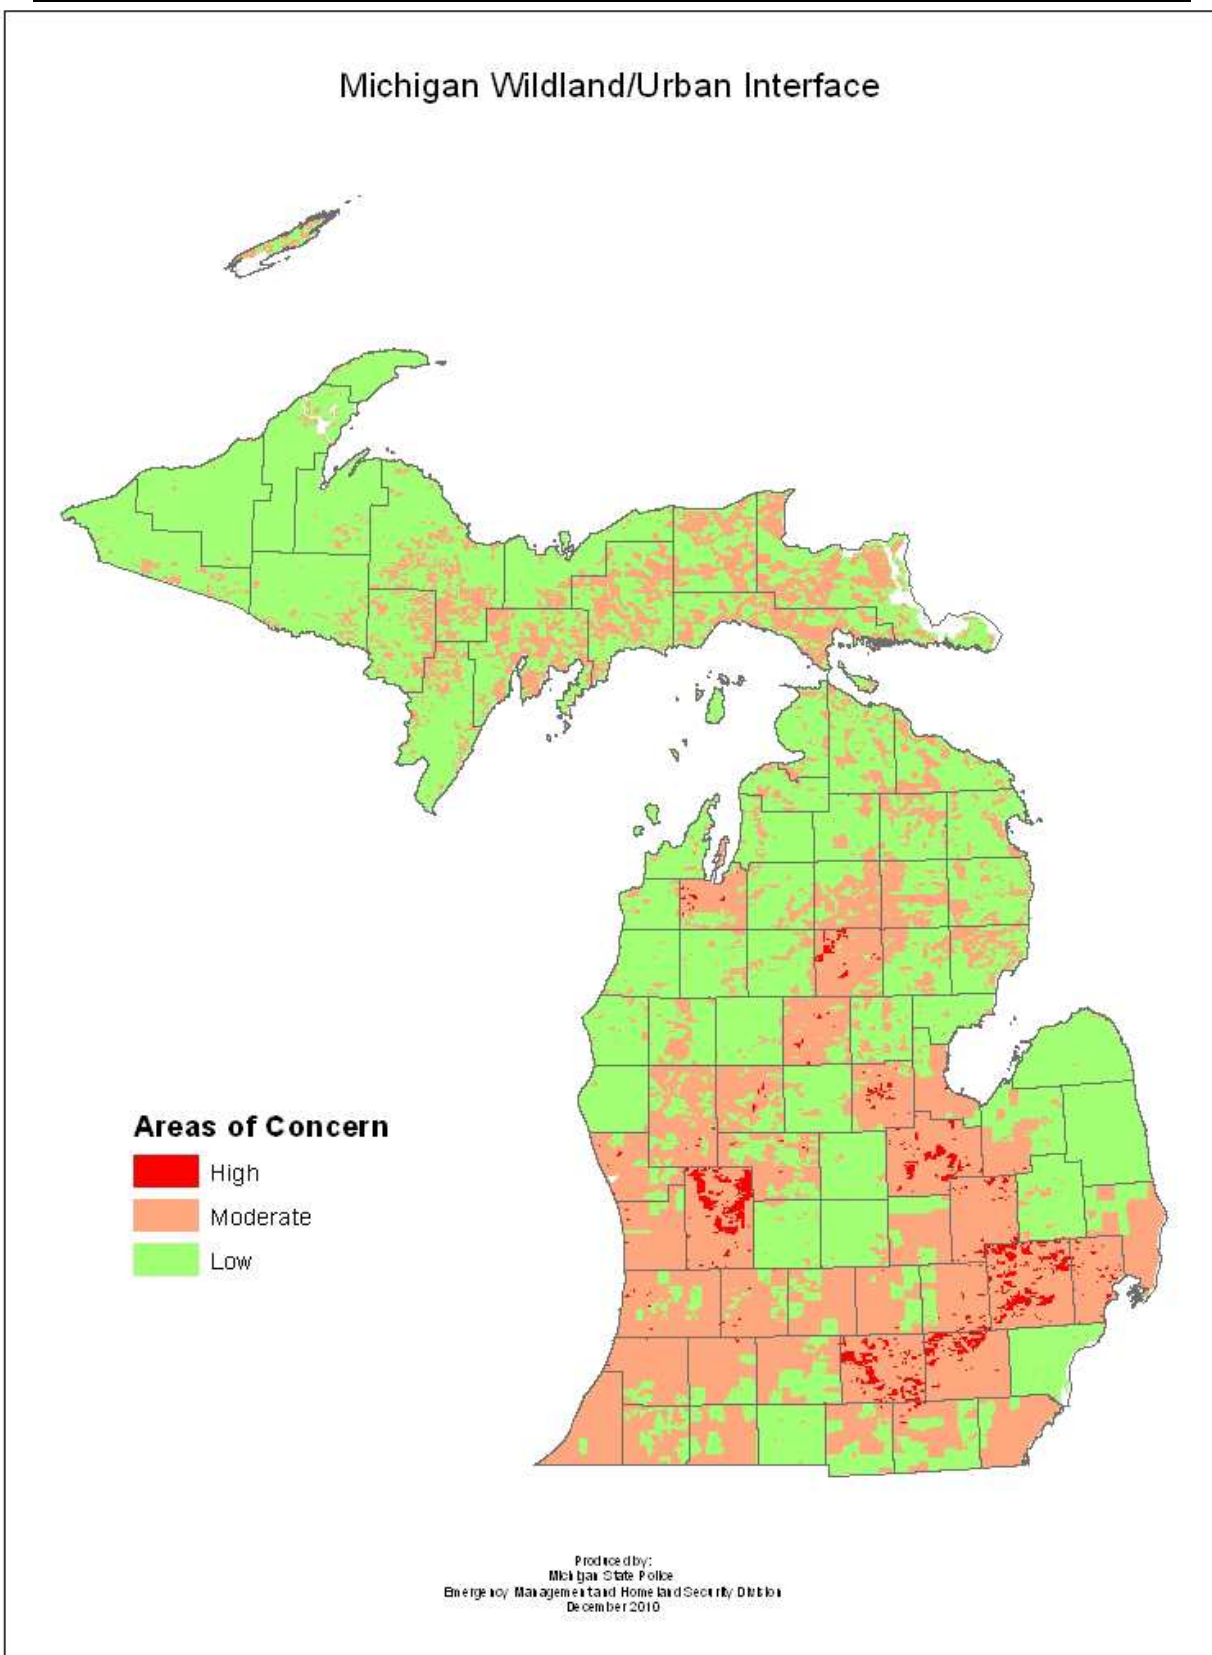 Michigan Wildland/Urban Interface
Areas of Concern
High
Moderate
Low
Produced by:
Michigan State Police
Emergency Management and Homeland Security Division
December 2010